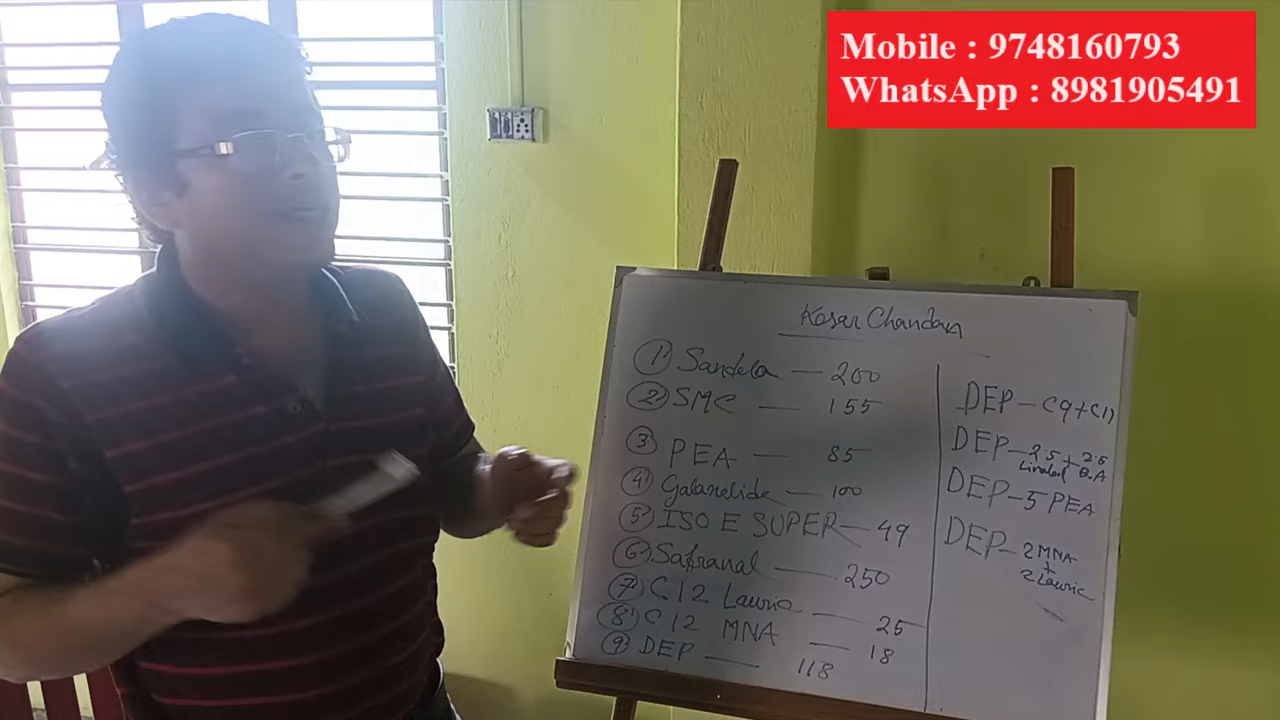 Mobile : 9748160793
WhatsApp : 8981905491
Kesar Chandan
① Sandela — 200
② SMC — 155
③ PEA — 85
④ Galaxelide — 100
⑤ ISO E SUPER — 49
⑥ Safranal — 250
⑦ C12 Lauric — 25
⑧ C12 MNA — 18
⑨ DEP — 118
DEP - C9 + C11
DEP - 2.5 + 2.5
Linalool B.A
DEP - 5 PEA
DEP - 2 MNA
+
2 Lauric